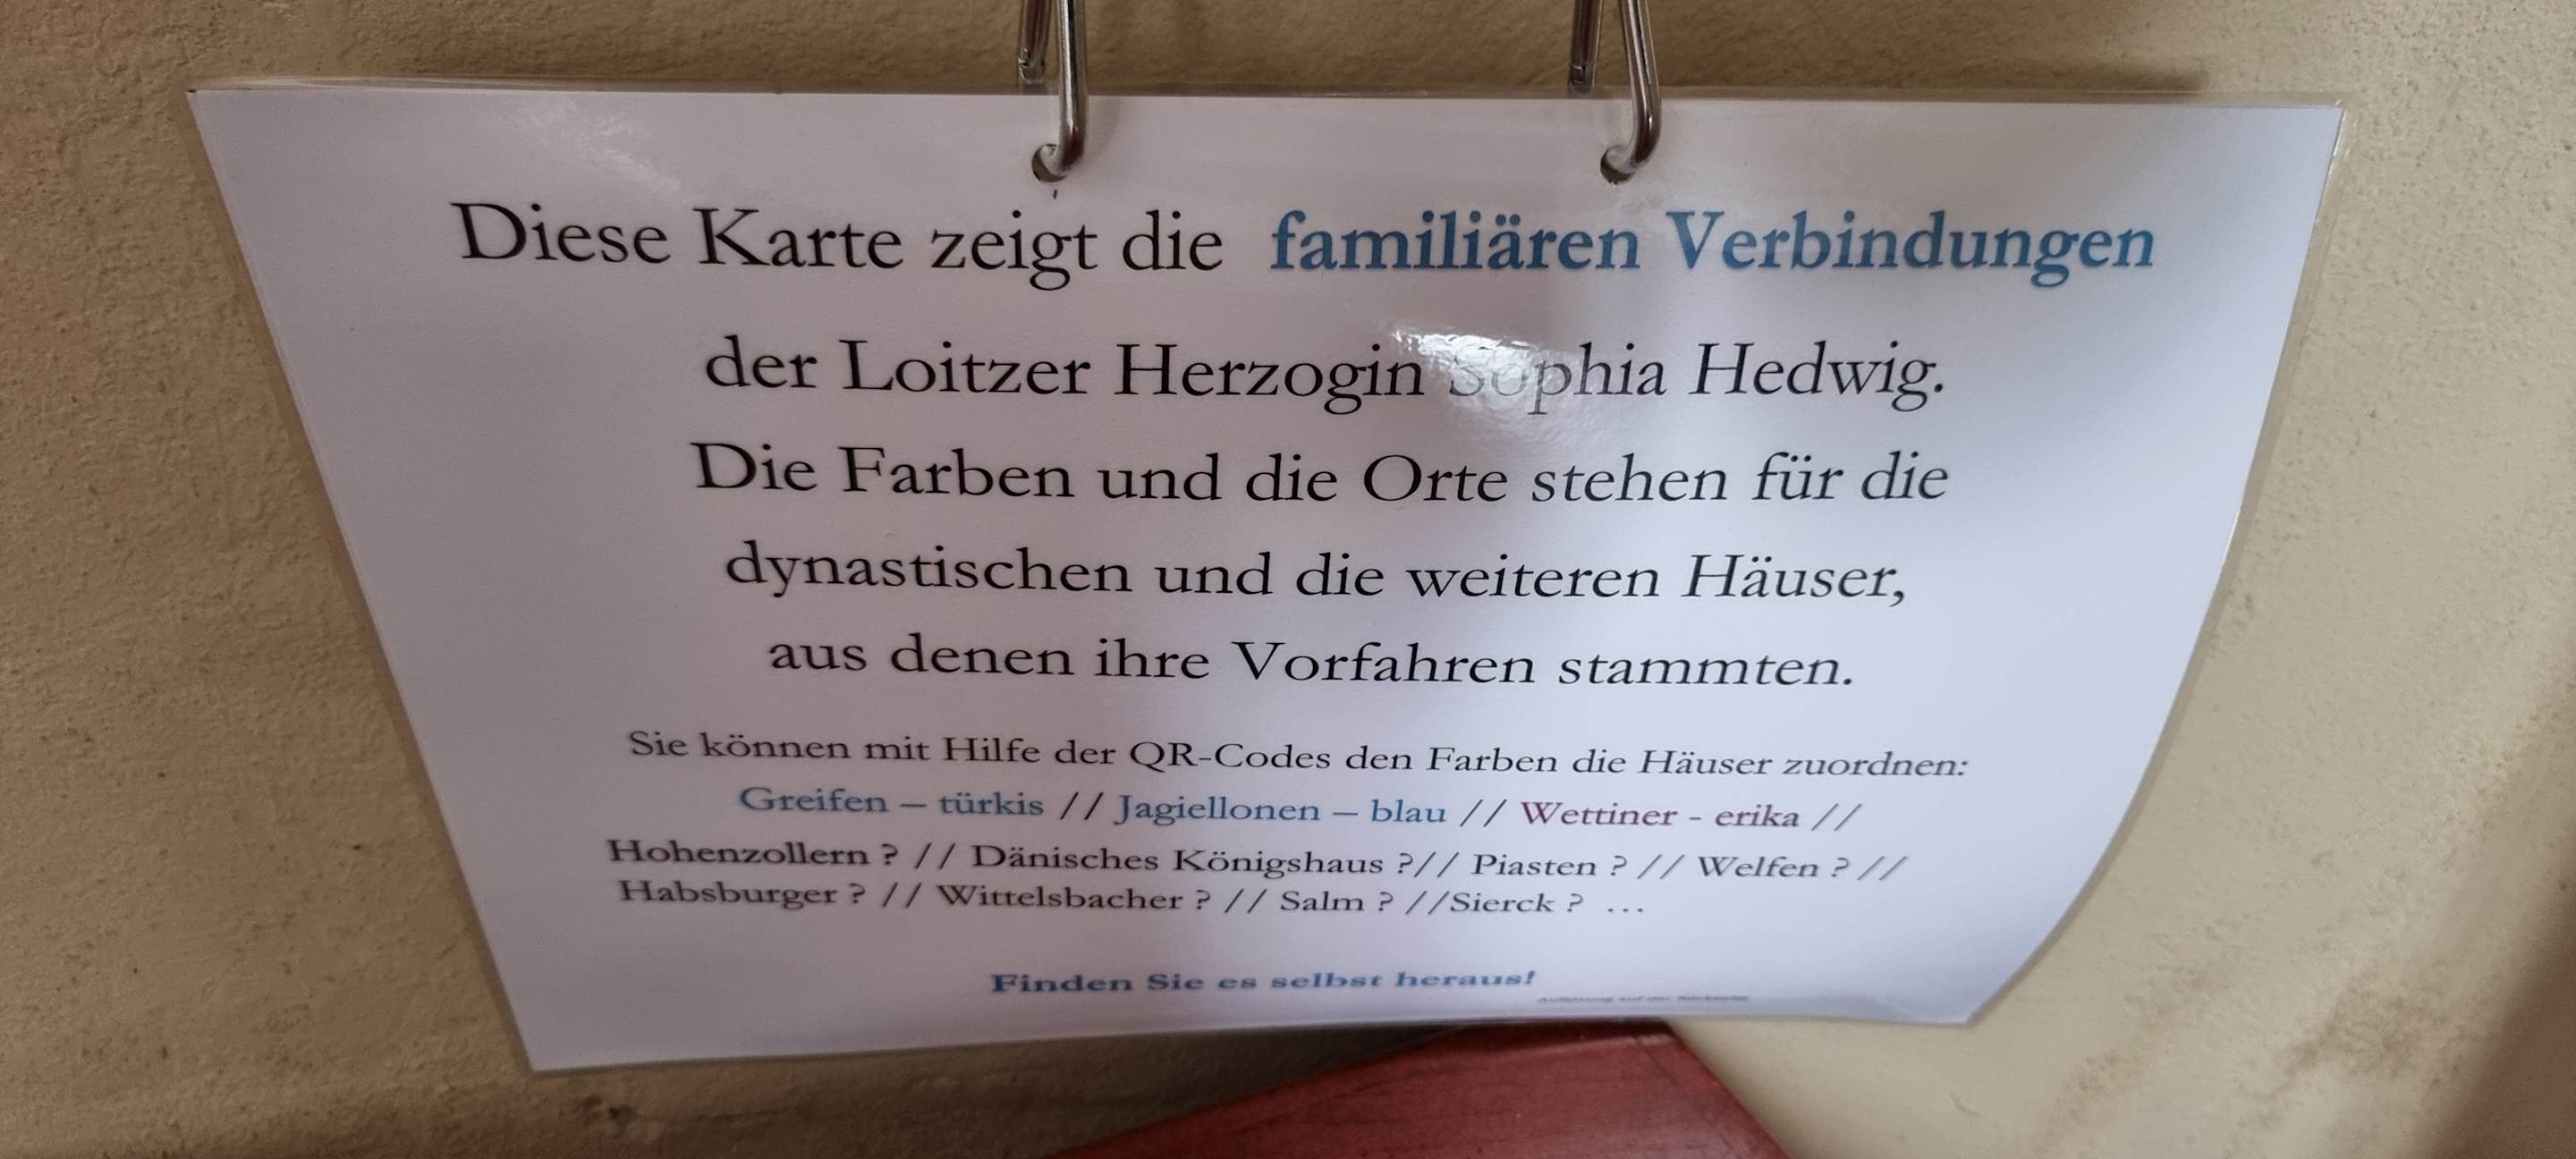 Diese Karte zeigt die familiären Verbindungen
der Loitzer Herzogin Sophia Hedwig.
Die Farben und die Orte stehen für die
dynastischen und die weiteren Häuser,
aus denen ihre Vorfahren stammten.
Sie können mit Hilfe der QR-Codes den Farben die Häuser zuordnen:
Greifen – türkis // Jagiellonen – blau // Wettiner - erika //
Hohenzollern ? // Dänisches Königshaus ?// Piasten ? // Welfen ? //
Habsburger ? // Wittelsbacher ? // Salm ? //Sierck ? ...
Finden Sie es selbst heraus!